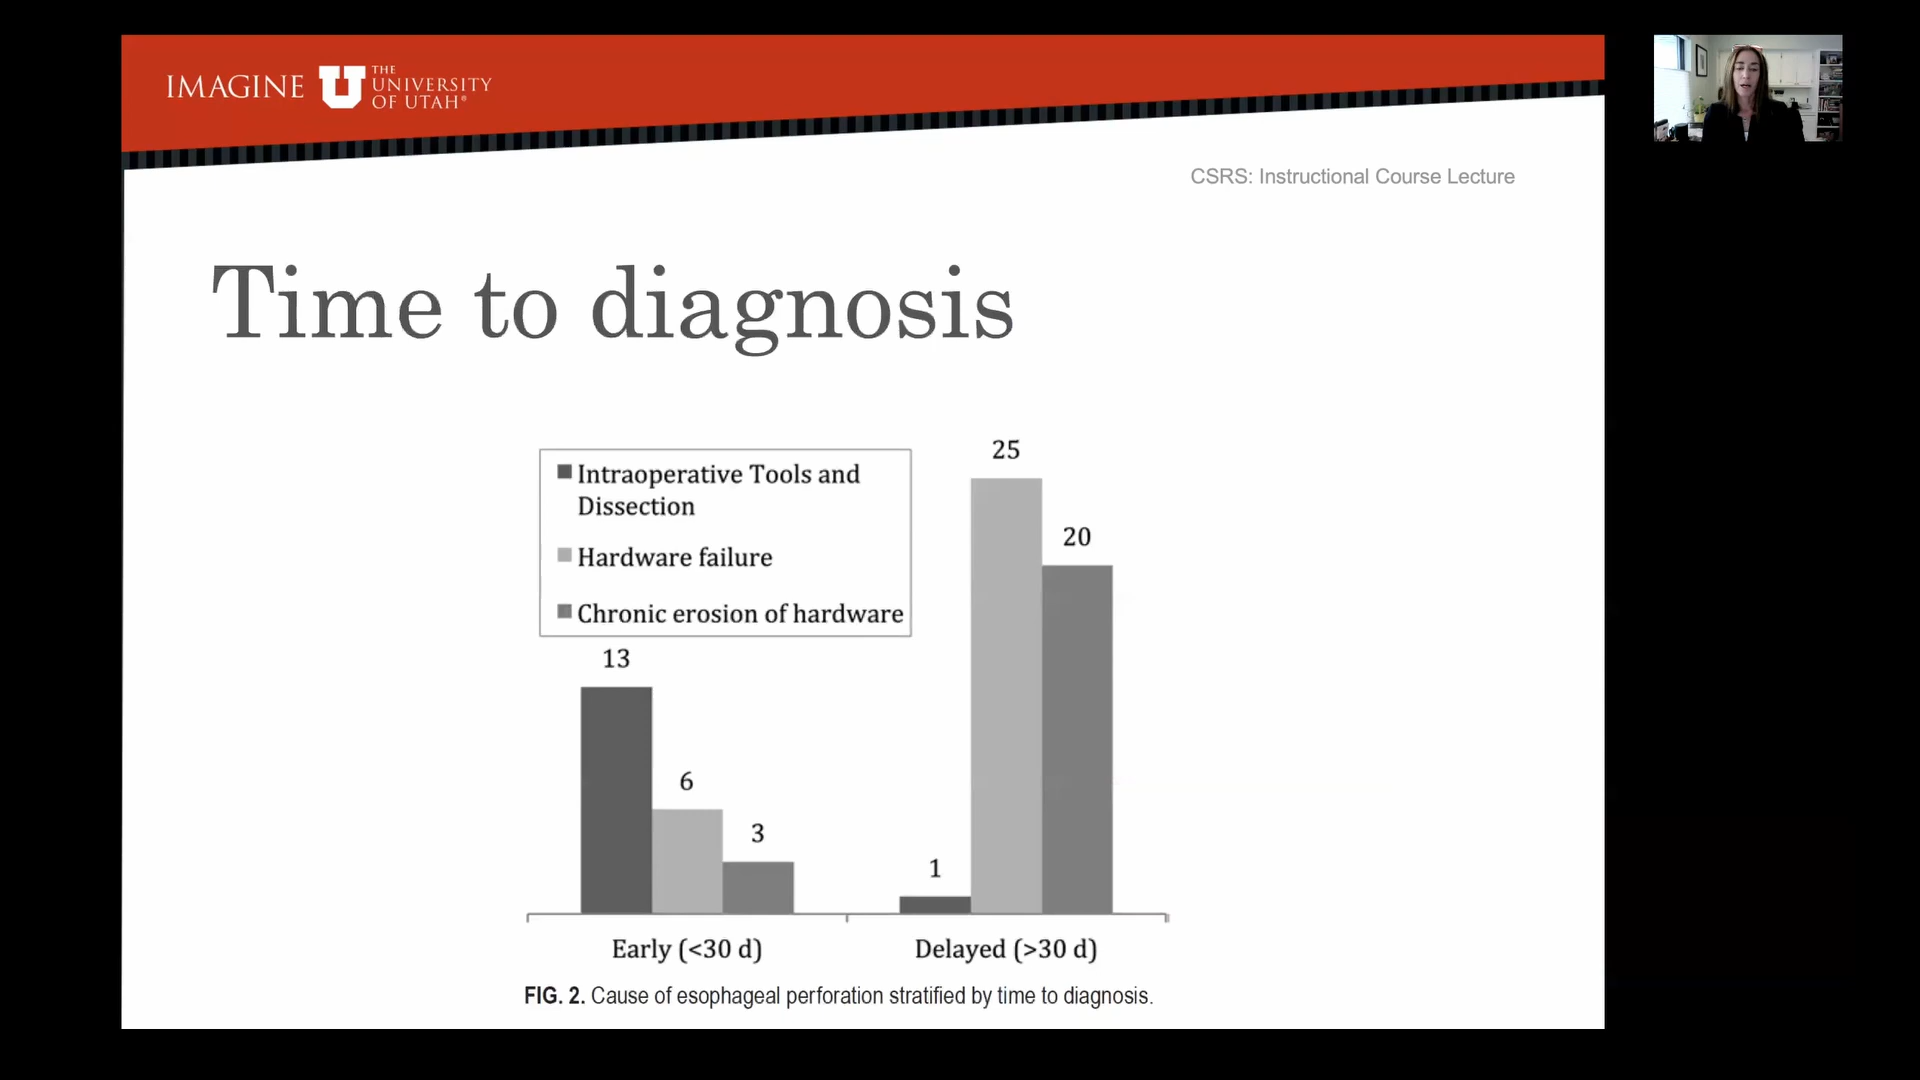 IMAGINE
THE
UNIVERSITY
OF UTAH®
CSRS: Instructional Course Lecture
Time to diagnosis
Intraoperative Tools and
Dissection
Hardware failure
Chronic erosion of hardware
13
6
3
1
25
20
Early (<30 d)
Delayed (>30 d)
FIG. 2. Cause of esophageal perforation stratified by time to diagnosis.